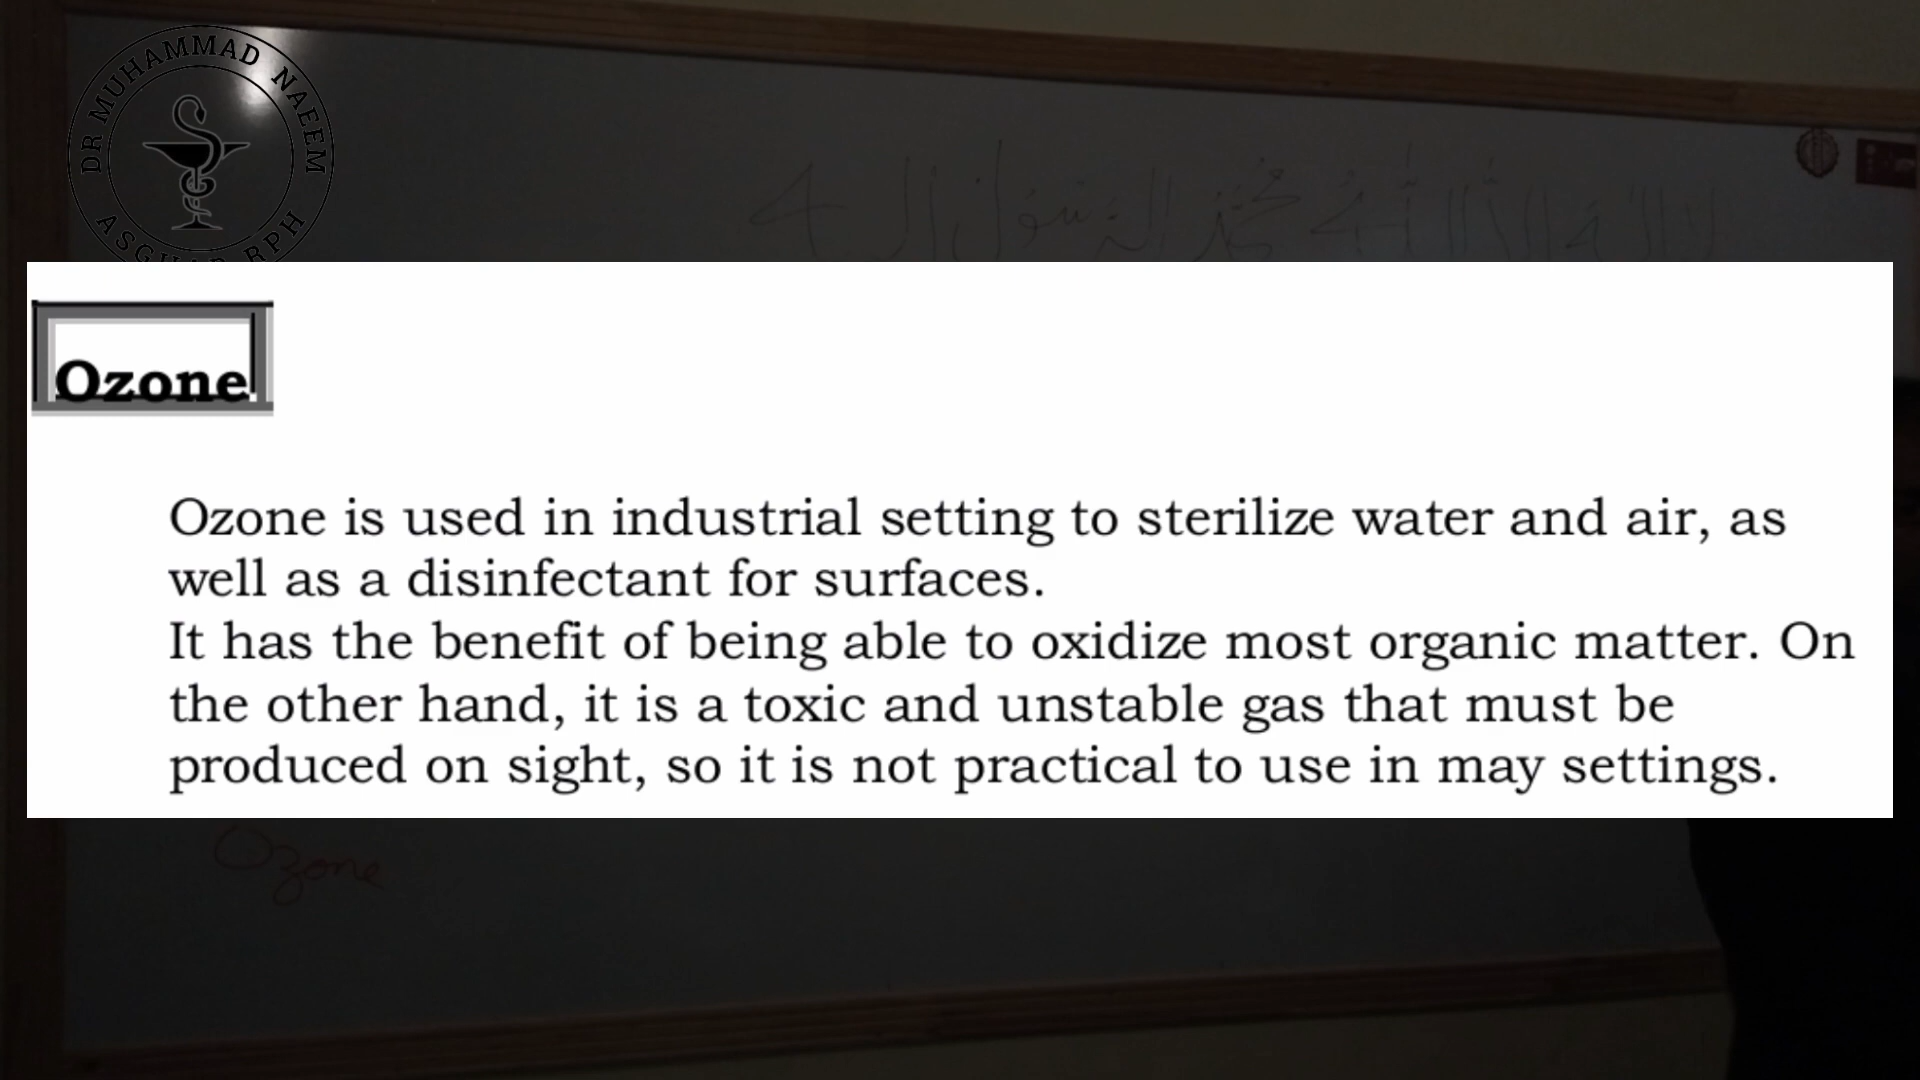 DR MUHAMMAD NAEEM
ASGHAR RPH
Ozone
Ozone is used in industrial setting to sterilize water and air, as
well as a disinfectant for surfaces.
It has the benefit of being able to oxidize most organic matter. On
the other hand, it is a toxic and unstable gas that must be
produced on sight, so it is not practical to use in may settings.
Ozone